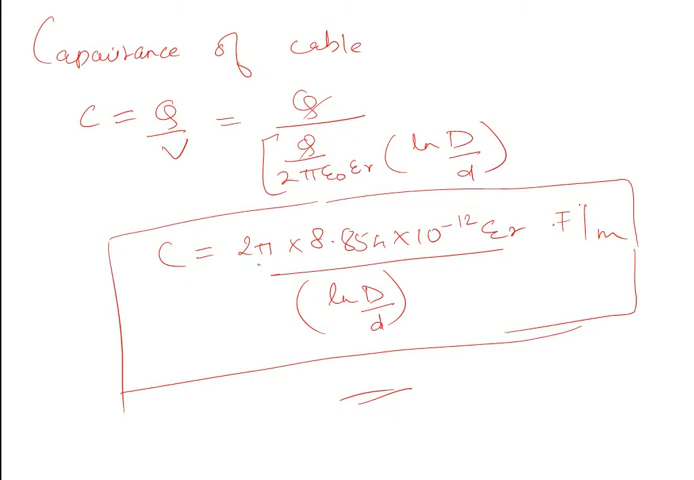 Capacitance of cable
C = Q/V = Q/[Q/2πε0εr (ln D/d)
C = 2π × 8.854 × 10^-12 εr/(ln D/d) F/m